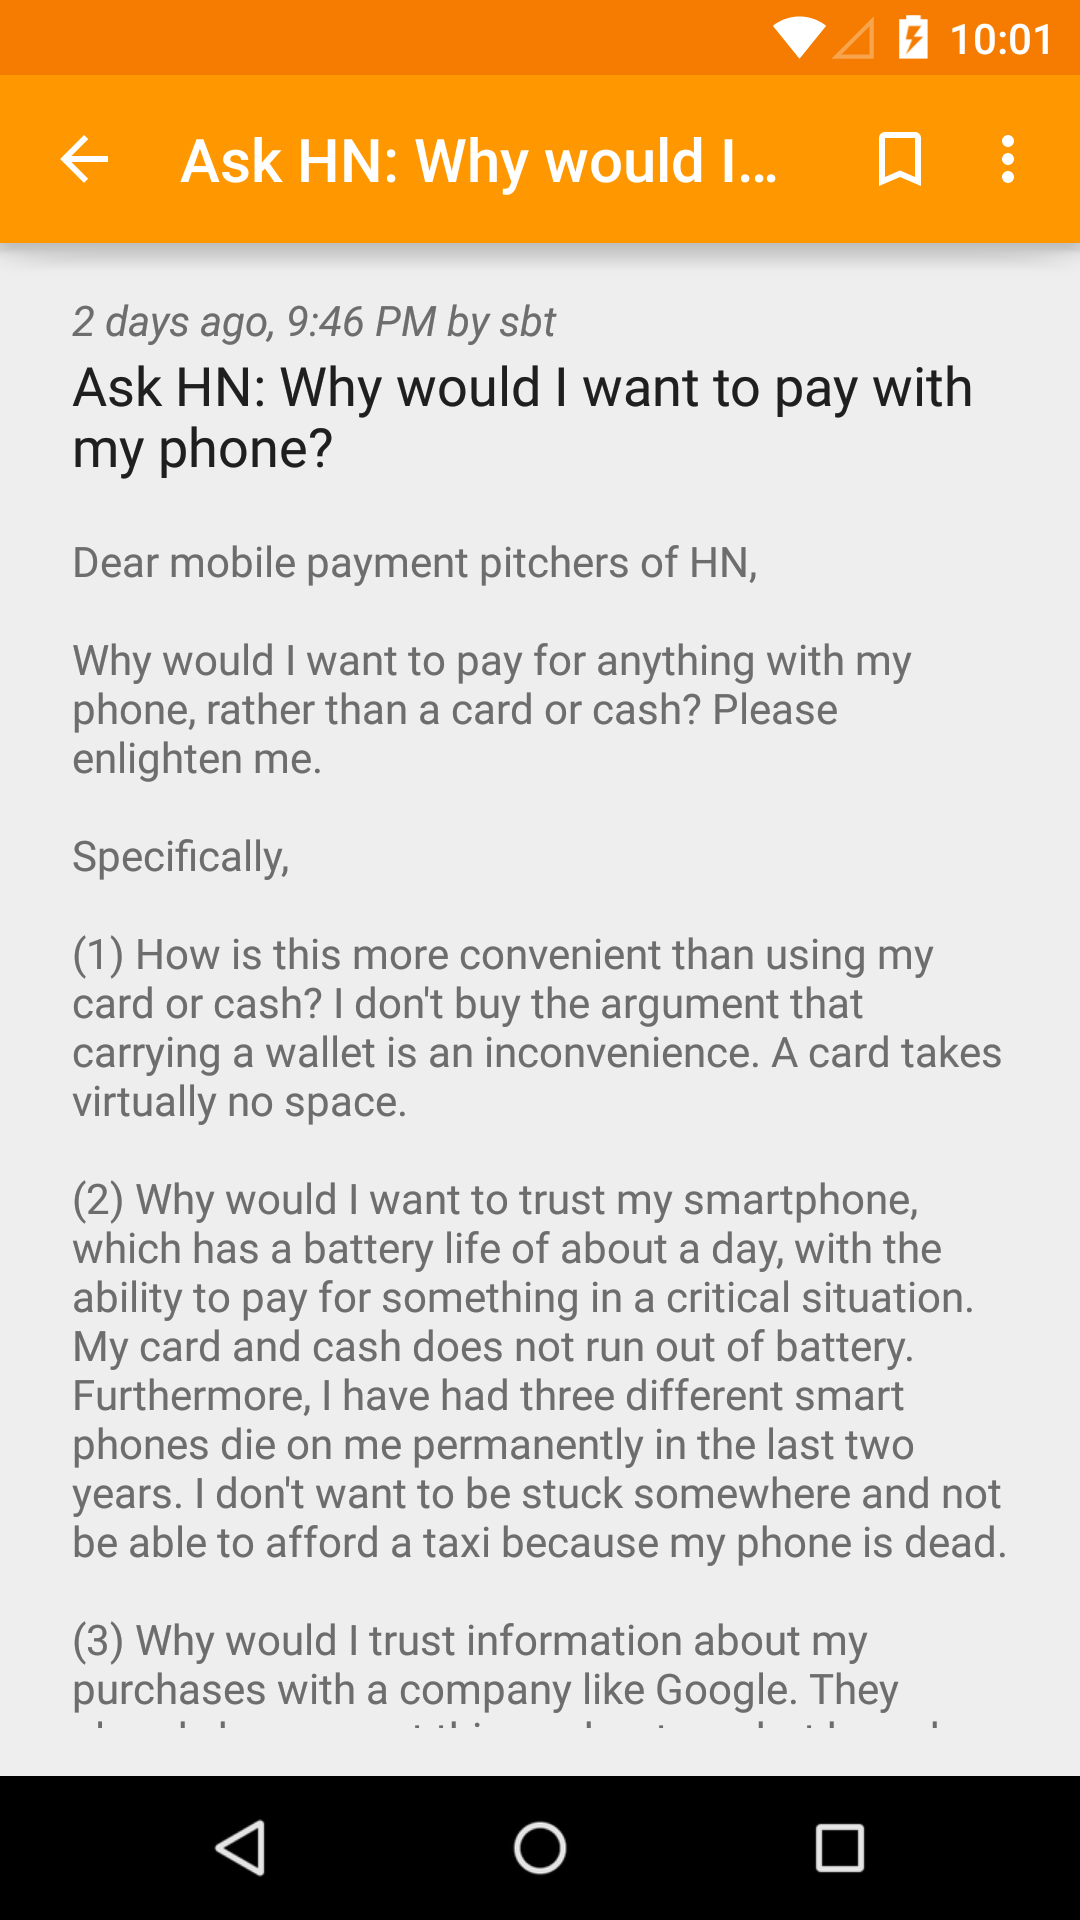 10:01
Ask HN: Why would I...
2 days ago, 9:46 PM by sbt
Ask HN: Why would I want to pay with
my phone?
Dear mobile payment pitchers of HN,
Why would I want to pay for anything with my
phone, rather than a card or cash? Please
enlighten me.
Specifically,
(1) How is this more convenient than using my
card or cash? I don't buy the argument that
carrying a wallet is an inconvenience. A card takes
virtually no space.
(2) Why would I want to trust my smartphone,
which has a battery life of about a day, with the
ability to pay for something in a critical situation.
My card and cash does not run out of battery.
Furthermore, I have had three different smart
phones die on me permanently in the last two
years. I don't want to be stuck somewhere and not
be able to afford a taxi because my phone is dead.
(3) Why would I trust information about my
purchases with a company like Google. They